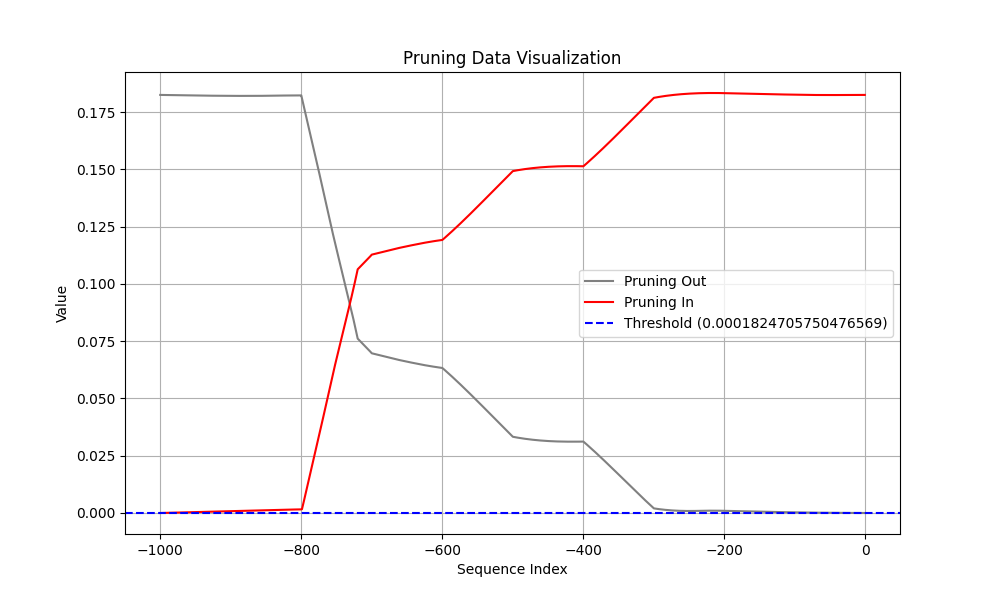 Pruning Data Visualization
0.175
0.150
0.125
0.100
0.075
0.050
0.025
0.000
Value
Pruning Out
Pruning In
Threshold (0.0001824705750476569)
−1000 −800 −600 −400 −200 0
Sequence Index